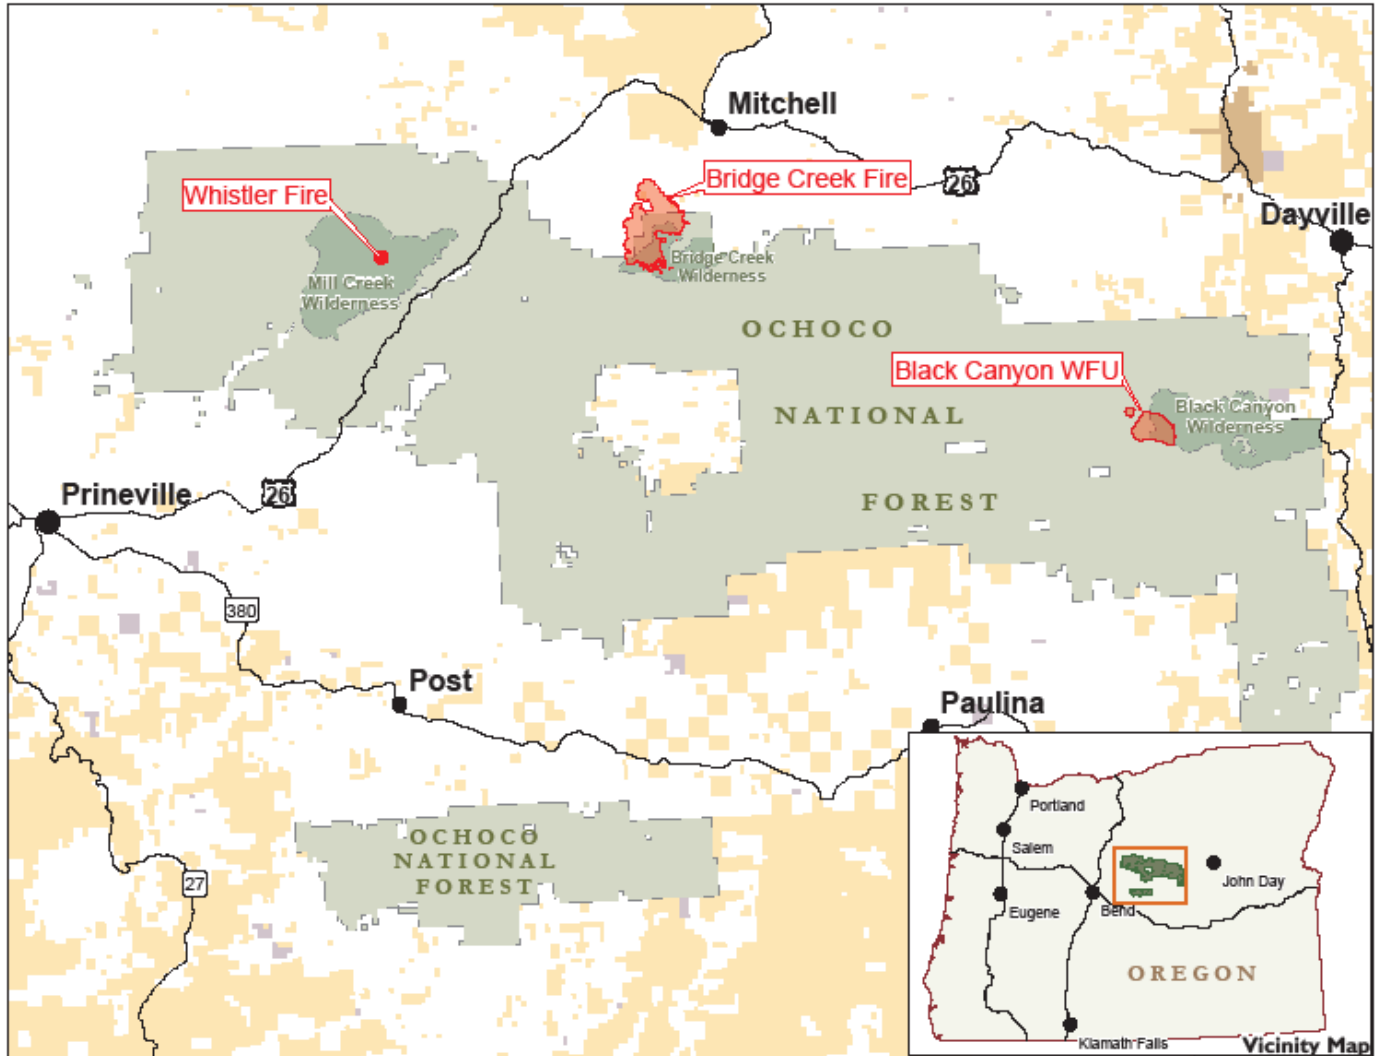 Mitchell
Whistler Fire
Bridge Creek Fire
26
Dayville
Mill Creek
Wilderness
Bridge Creek
Wilderness
OCHOCO
Black Canyon WFU
NATIONAL
Black Canyon
Wilderness
Prineville
26
FOREST
380
Post
Paulina
OCHOCO
NATIONAL
FOREST
27
Portland
Salem
John Day
Eugene
Bend
OREGON
Klamath Falls
Vicinity Map